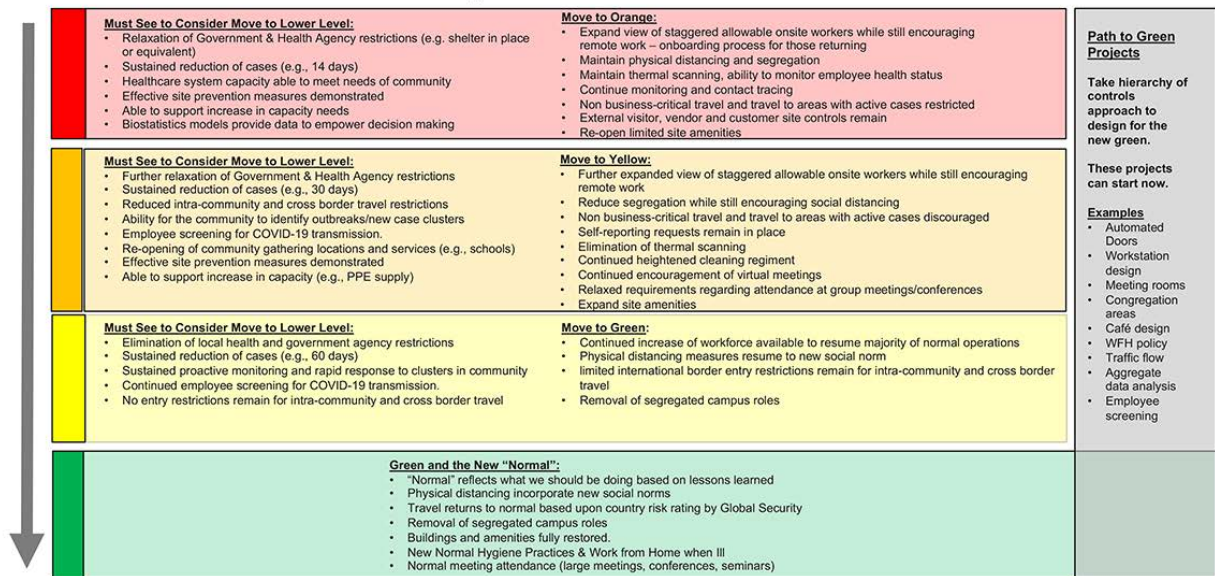 Must See to Consider Move to Lower Level:
• Relaxation of Government & Health Agency restrictions (e.g. shelter in place
or equivalent)
• Sustained reduction of cases (e.g., 14 days)
• Healthcare system capacity able to meet needs of community
• Effective site prevention measures demonstrated
• Able to support increase in capacity needs
• Biostatistics models provide data to empower decision making
Move to Orange:
• Expand view of staggered allowable onsite workers while still encouraging
remote work – onboarding process for those returning
• Maintain physical distancing and segregation
• Maintain thermal scanning, ability to monitor employee health status
• Continue monitoring and contact tracing
• Non business-critical travel and travel to areas with active cases restricted
• External visitor, vendor and customer site controls remain
• Re-open limited site amenities
Must See to Consider Move to Lower Level:
• Further relaxation of Government & Health Agency restrictions
• Sustained reduction of cases (e.g., 30 days)
• Reduced intra-community and cross border travel restrictions
• Ability for the community to identify outbreaks/new case clusters
• Employee screening for COVID-19 transmission.
• Re-opening of community gathering locations and services (e.g., schools)
• Effective site prevention measures demonstrated
• Able to support increase in capacity (e.g., PPE supply)
Move to Yellow:
• Further expanded view of staggered allowable onsite workers while still encouraging
remote work
• Reduce segregation while still encouraging social distancing
• Non business-critical travel and travel to areas with active cases discouraged
• Self-reporting requests remain in place
• Elimination of thermal scanning
• Continued heightened cleaning regiment
• Continued encouragement of virtual meetings
• Relaxed requirements regarding attendance at group meetings/conferences
• Expand site amenities
Must See to Consider Move to Lower Level:
• Elimination of local health and government agency restrictions
• Sustained reduction of cases (e.g., 60 days)
• Sustained proactive monitoring and rapid response to clusters in community
• Continued employee screening for COVID-19 transmission.
• No entry restrictions remain for intra-community and cross border travel
Move to Green:
• Continued increase of workforce available to resume majority of normal operations
• Physical distancing measures resume to new social norm
• limited international border entry restrictions remain for intra-community and cross border
travel
• Removal of segregated campus roles
Green and the New “Normal”:
• “Normal” reflects what we should be doing based on lessons learned
• Physical distancing incorporate new social norms
• Travel returns to normal based upon country risk rating by Global Security
• Removal of segregated campus roles
• Buildings and amenities fully restored.
• New Normal Hygiene Practices & Work from Home when Ill
• Normal meeting attendance (large meetings, conferences, seminars)
Path to Green
Projects
Take hierarchy of
controls
approach to
design for the
new green.
These projects
can start now.
Examples
• Automated
Doors
• Workstation
design
• Meeting rooms
• Congregation
areas
• Café design
• WFH policy
• Traffic flow
• Aggregate
data analysis
• Employee
screening